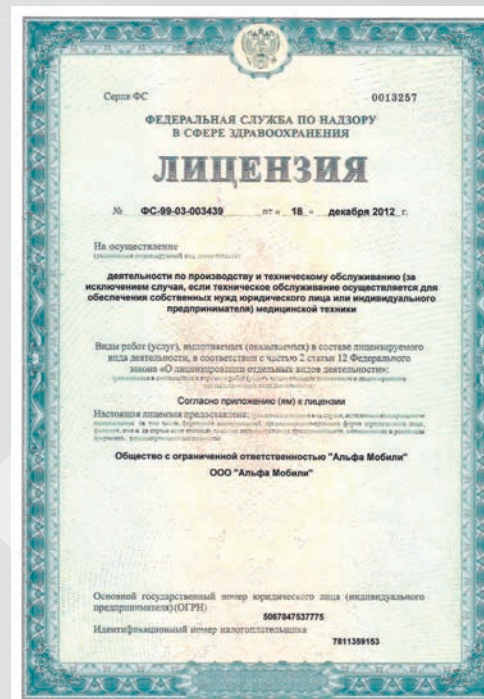 Серия ФС 0013257
ФЕДЕРАЛЬНАЯ СЛУЖБА ПО НАДЗОРУ
В СФЕРЕ ЗДРАВООХРАНЕНИЯ
ЛИЦЕНЗИЯ
№ ФС-99-03-003439 от « 18 » декабря 2012 г.
На осуществление
деятельности по производству и техническому обслуживанию (за
исключением случая, если техническое обслуживание осуществляется для
обеспечения собственных нужд юридического лица или индивидуального
предпринимателя) медицинской техники
Виды работ (услуг), выполняемых (оказываемых) в составе лицензируемого
вида деятельности, в соответствии с частью 2 статьи 12 Федерального
закона «О лицензировании отдельных видов деятельности»:
Согласно приложению (ям) к лицензии
Настоящая лицензия предоставлена:
Общество с ограниченной ответственностью "Альфа Мобили"
ООО "Альфа Мобили"
Основной государственный номер юридического лица (индивидуального
предпринимателя) (ОГРН)
5067847537775
Идентификационный номер налогоплательщика
7811359153